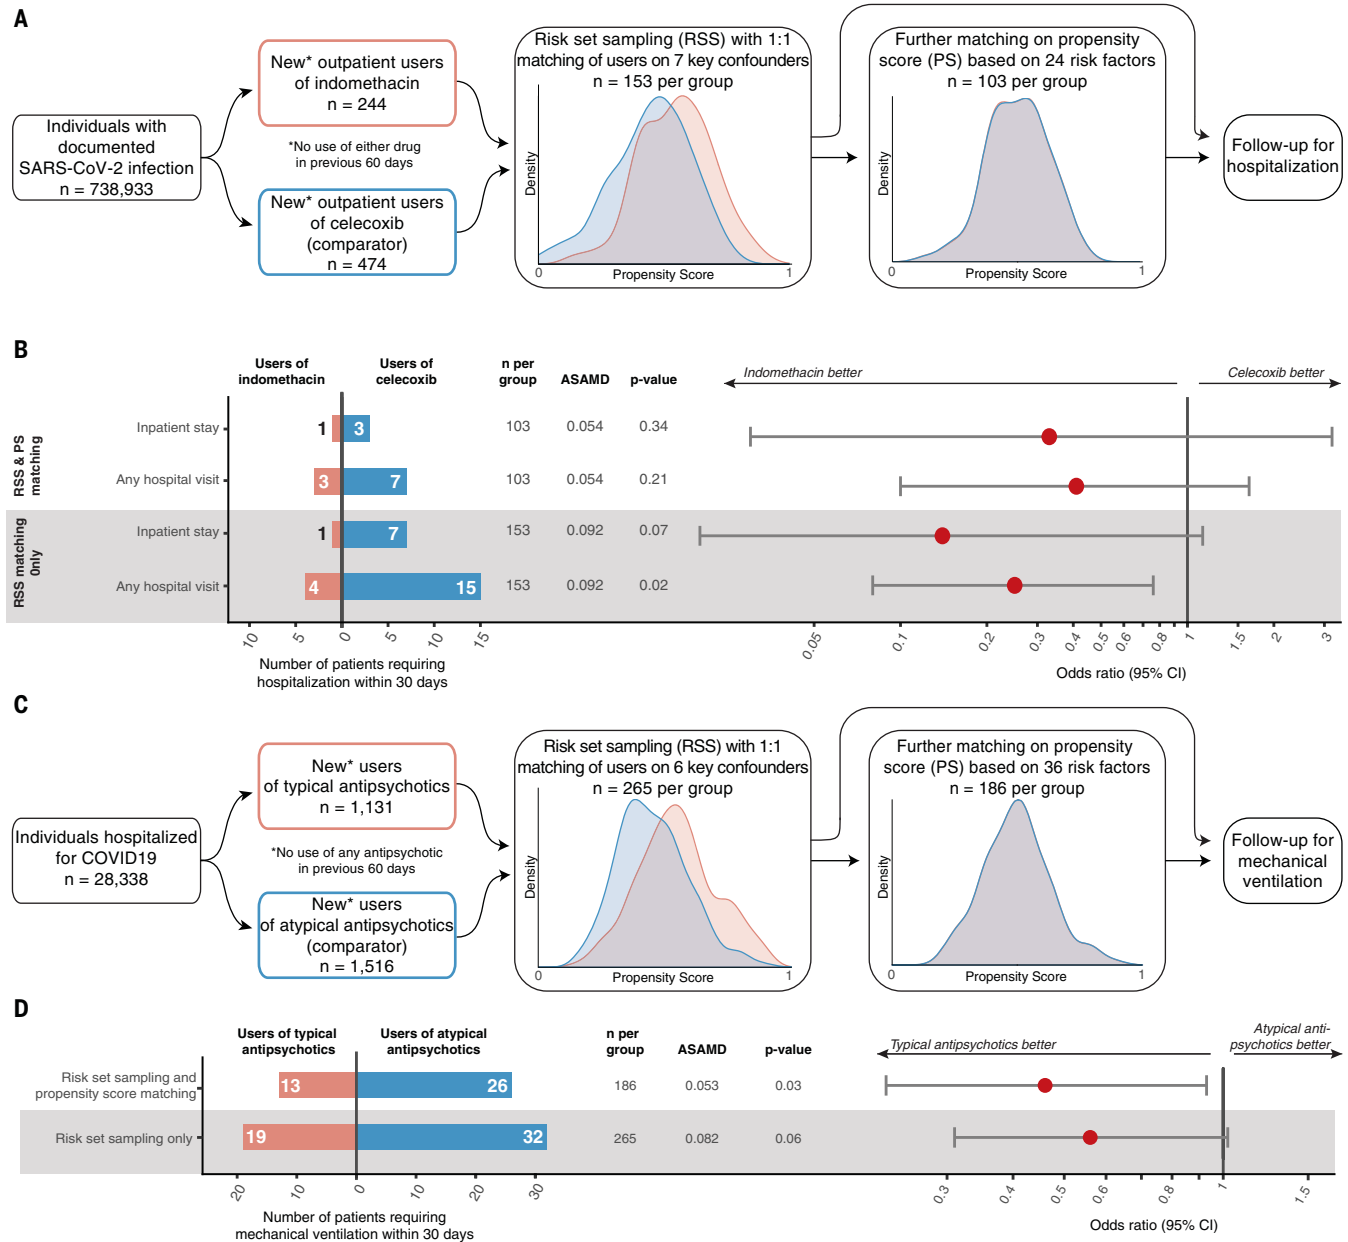 A
Individuals with
documented
SARS-CoV-2 infection
n = 738,933
New* outpatient users
of indomethacin
n = 244
*No use of either drug
in previous 60 days
New* outpatient users
of celecoxib
(comparator)
n = 474
Risk set sampling (RSS) with 1:1
matching of users on 7 key confounders
n = 153 per group
Density
0
Propensity Score
1
Further matching on propensity
score (PS) based on 24 risk factors
n = 103 per group
Density
0
Propensity Score
1
Follow-up for
hospitalization
B
Users of
indomethacin
Users of
celecoxib
n per
group
ASAMD
p-value
Indomethacin better
Celecoxib better
RSS & PS
matching
Inpatient stay
1
3
103
0.054
0.34
Any hospital visit
3
7
103
0.054
0.21
RSS matching
Only
Inpatient stay
1
7
153
0.092
0.07
Any hospital visit
4
15
153
0.092
0.02
10
5
0
5
10
15
Number of patients requiring
hospitalization within 30 days
0.05
0.1
0.2
0.3
0.4
0.5
0.6
0.8
1
1.5
2
3
Odds ratio (95% CI)
C
Individuals hospitalized
for COVID19
n = 28,338
New* users
of typical antipsychotics
n = 1,131
*No use of any antipsychotic
in previous 60 days
New* users
of atypical antipsychotics
(comparator)
n = 1,516
Risk set sampling (RSS) with 1:1
matching of users on 6 key confounders
n = 265 per group
Density
0
Propensity Score
1
Further matching on propensity
score (PS) based on 36 risk factors
n = 186 per group
Density
0
Propensity Score
1
Follow-up for
mechanical
ventilation
D
Users of typical
antipsychotics
Users of atypical
antipsychotics
n per
group
ASAMD
p-value
Typical antipsychotics better
Atypical anti-
psychotics better
Risk set sampling and
propensity score matching
13
26
186
0.053
0.03
Risk set sampling only
19
32
265
0.082
0.06
20
10
0
10
20
30
Number of patients requiring
mechanical ventilation within 30 days
0.3
0.4
0.5
0.6
0.8
1
1.5
Odds ratio (95% CI)